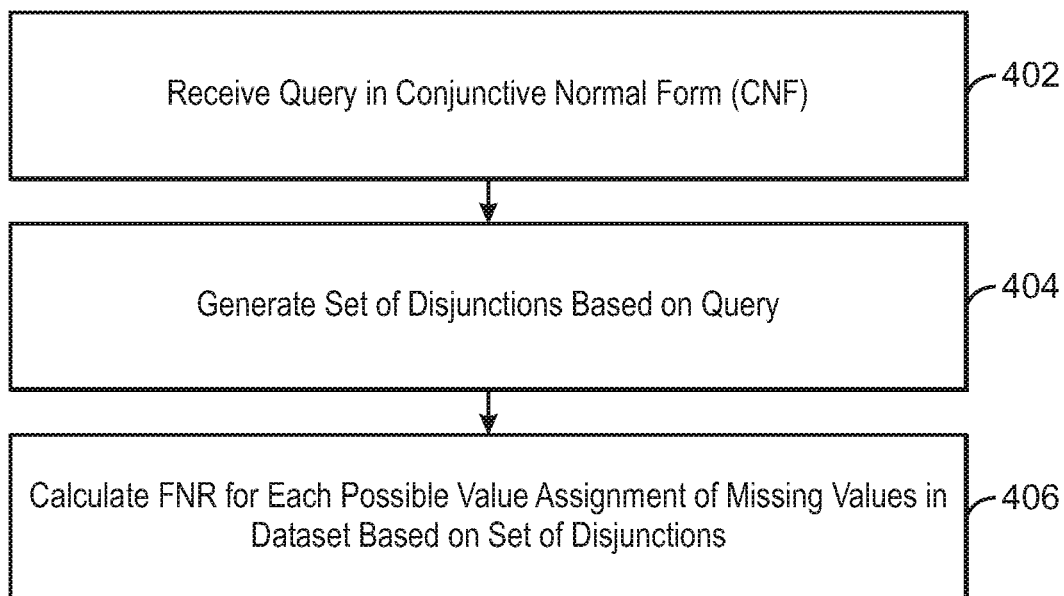 Receive Query in Conjunctive Normal Form (CNF)
402
Generate Set of Disjunctions Based on Query
404
Calculate FNR for Each Possible Value Assignment of Missing Values in
Dataset Based on Set of Disjunctions
406